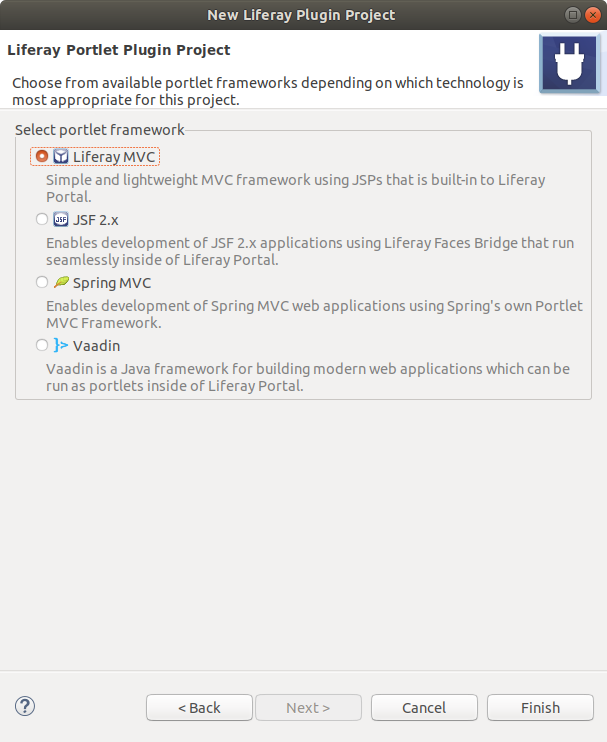 New Liferay Plugin Project
Liferay Portlet Plugin Project
Choose from available portlet frameworks depending on which technology is
most appropriate for this project.
Select portlet framework
Liferay MVC
Simple and lightweight MVC framework using JSPs that is built-in to Liferay
Portal.
JSF JSF 2.x
Enables development of JSF 2.x applications using Liferay Faces Bridge that run
seamlessly inside of Liferay Portal.
Spring MVC
Enables development of Spring MVC web applications using Spring's own Portlet
MVC Framework.
}> Vaadin
Vaadin is a Java framework for building modern web applications which can be
run as portlets inside of Liferay Portal.
? < Back Next > Cancel Finish